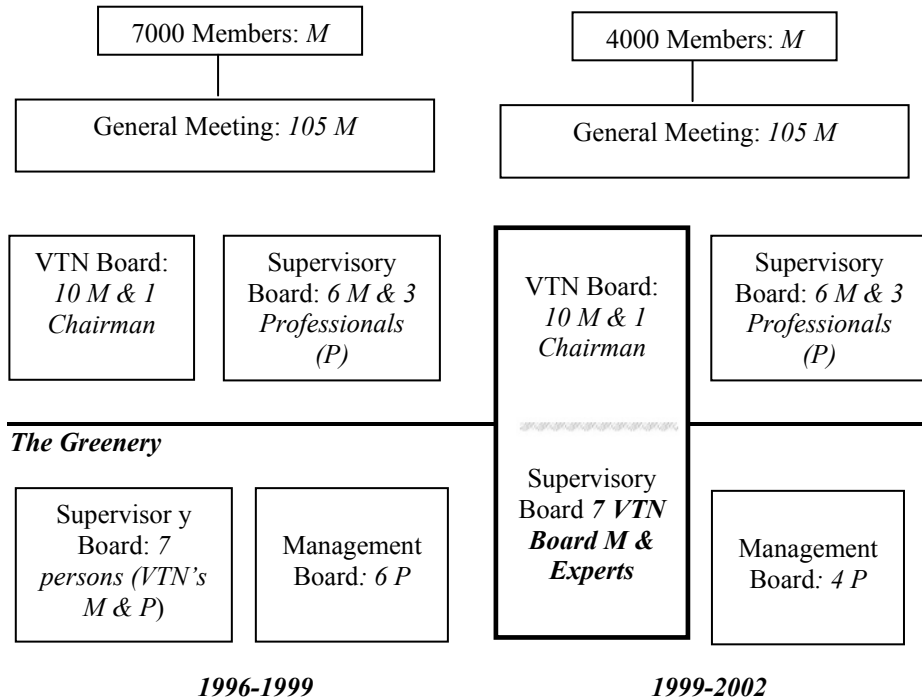 7000 Members: M
General Meeting: 105 M
VTN Board:
10 M & 1
Chairman
Supervisory
Board: 6 M & 3
Professionals
(P)
4000 Members: M
General Meeting: 105 M
VTN Board:
10 M & 1
Chairman
Supervisory
Board: 6 M & 3
Professionals
(P)
The Greenery
Supervisor y
Board: 7
persons (VTN's
M & P)
Management
Board: 6 P
Supervisory
Board 7 VTN
Board M &
Experts
Management
Board: 4 P
1996-1999
1999-2002